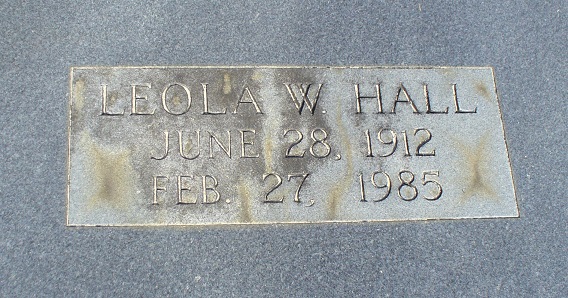 LEOLA W. HALL
JUNE 28, 1912
FEB. 27, 1985